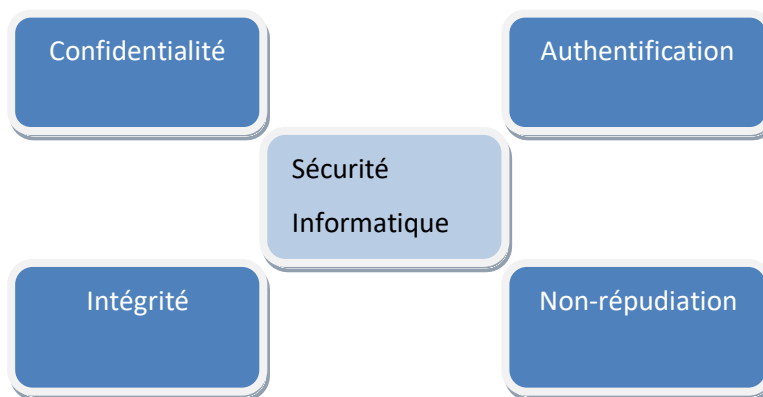 Confidentialité
Authentification
Sécurité
Informatique
Intégrité
Non-répudiation